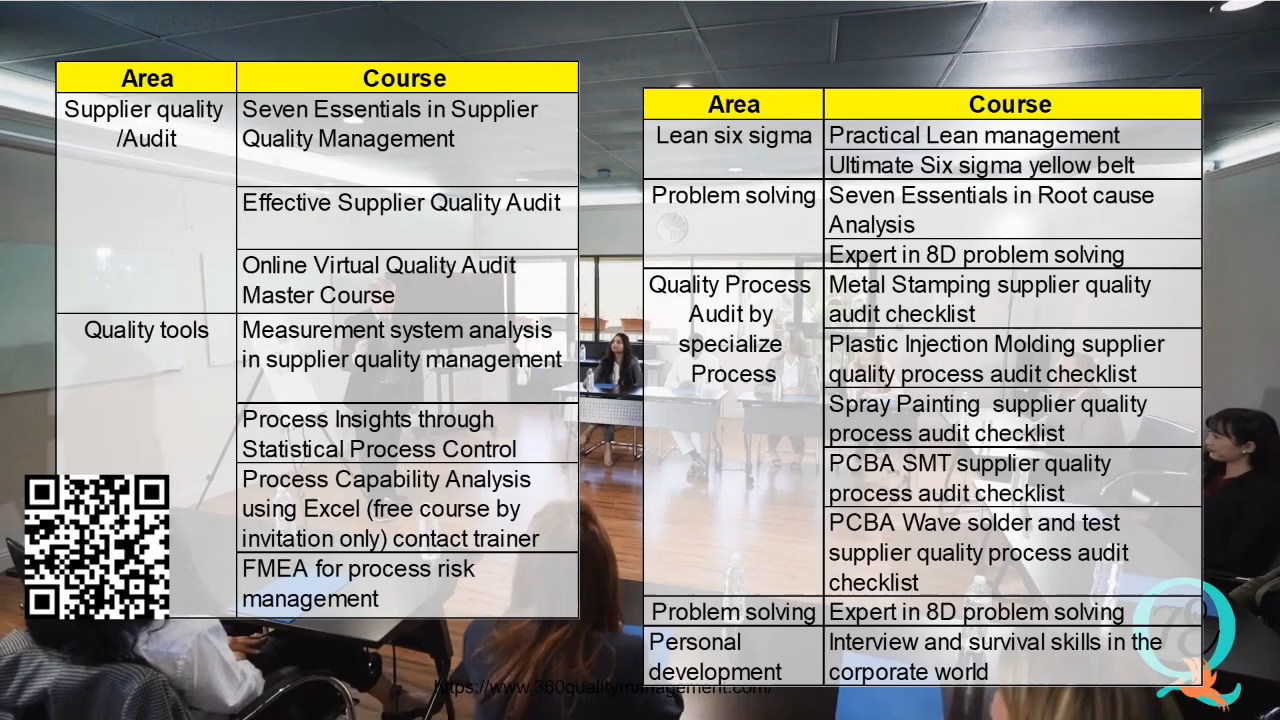 Area Course
Supplier quality Seven Essentials in Supplier
/Audit Quality Management
Effective Supplier Quality Audit
Online Virtual Quality Audit
Master Course
Quality tools Measurement system analysis
in supplier quality management
Process Insights through
Statistical Process Control
Process Capability Analysis
using Excel (free course by
invitation only) contact trainer
FMEA for process risk
management
Area Course
Lean six sigma Practical Lean management
Ultimate Six sigma yellow belt
Problem solving Seven Essentials in Root cause
Analysis
Expert in 8D problem solving
Quality Process Metal Stamping supplier quality
Audit by audit checklist
specialize Plastic Injection Molding supplier
Process quality process audit checklist
Spray Painting  supplier quality
process audit checklist
PCBA SMT supplier quality
process audit checklist
PCBA Wave solder and test
supplier quality process audit
checklist
Problem solving Expert in 8D problem solving
Personal Interview and survival skills in the
development corporate world
https://www.360qualitymanagement.com/